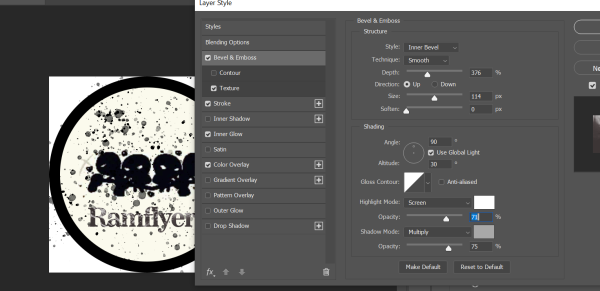 Layer Style
Styles
Blending Options
Bevel & Emboss
Contour
Texture
Stroke
Inner Shadow
Inner Glow
Satin
Color Overlay
Gradient Overlay
Pattern Overlay
Outer Glow
Drop Shadow
fx
Bevel & Emboss
Structure
Style: Inner Bevel
Technique: Smooth
Depth: 376 %
Direction: Up Down
Size: 114 px
Soften: 0 px
Shading
Angle: 90 °
Use Global Light
Altitude: 30 °
Gloss Contour: Anti-aliased
Highlight Mode: Screen
Opacity: 71 %
Shadow Mode: Multiply
Opacity: 75 %
Make Default Reset to Default
Ne
Ramflyer